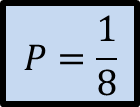 P = 1/8